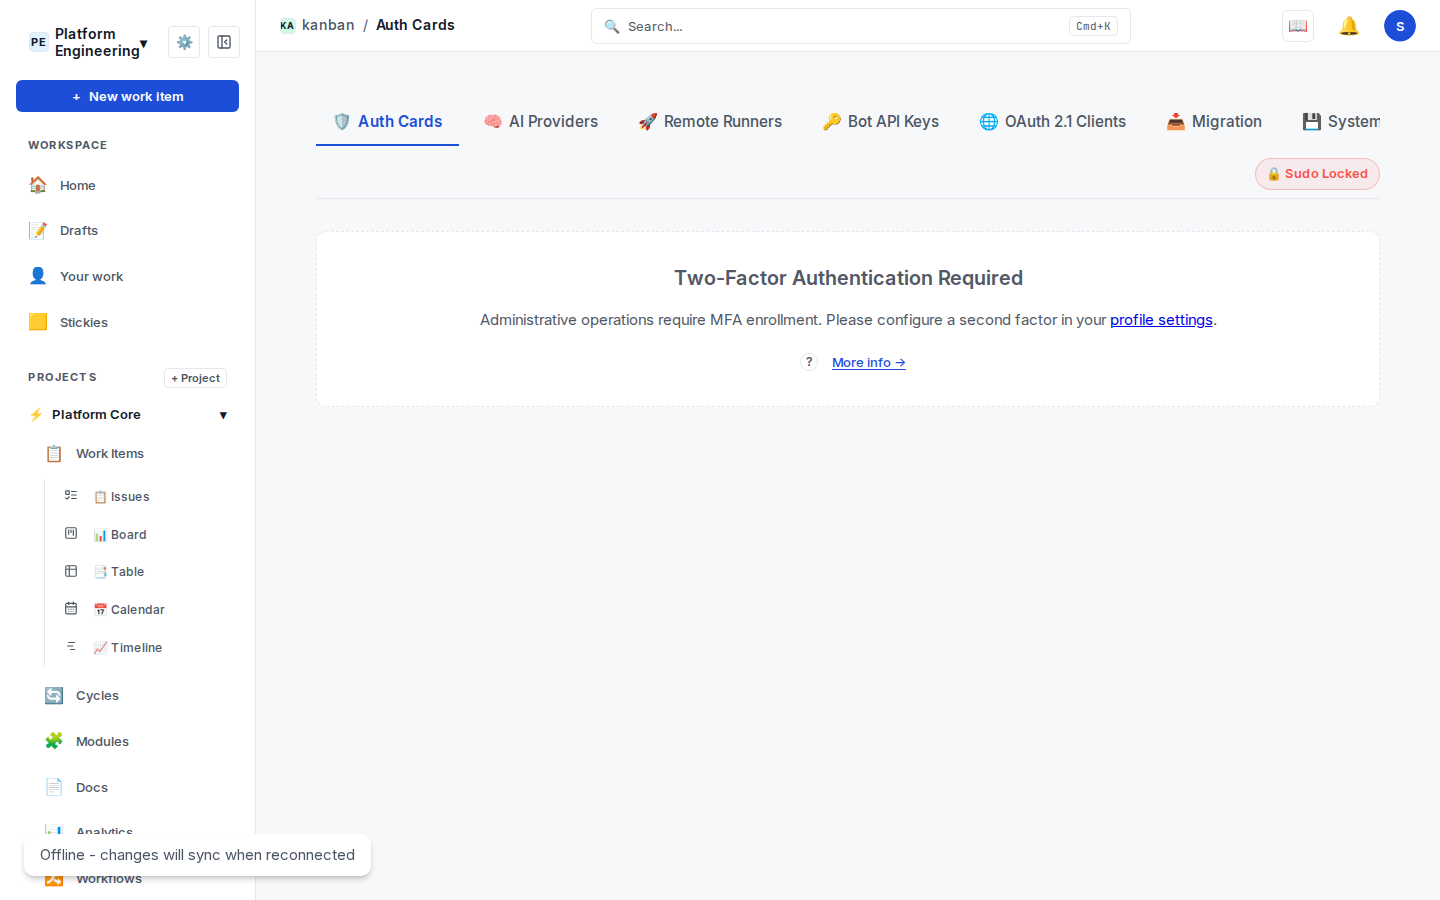 PE Platform Engineering ▾
+ New work item
WORKSPACE
Home
Drafts
Your work
Stickies
PROJECTS + Project
Platform Core ▾
Work Items
Issues
Board
Table
Calendar
Timeline
Cycles
Modules
Docs
Analytics
Workflows
Offline - changes will sync when reconnected
KA kanban / Auth Cards
Search... Cmd+K
S
Auth Cards AI Providers Remote Runners Bot API Keys OAuth 2.1 Clients Migration System
Sudo Locked
Two-Factor Authentication Required
Administrative operations require MFA enrollment. Please configure a second factor in your profile settings.
? More info →